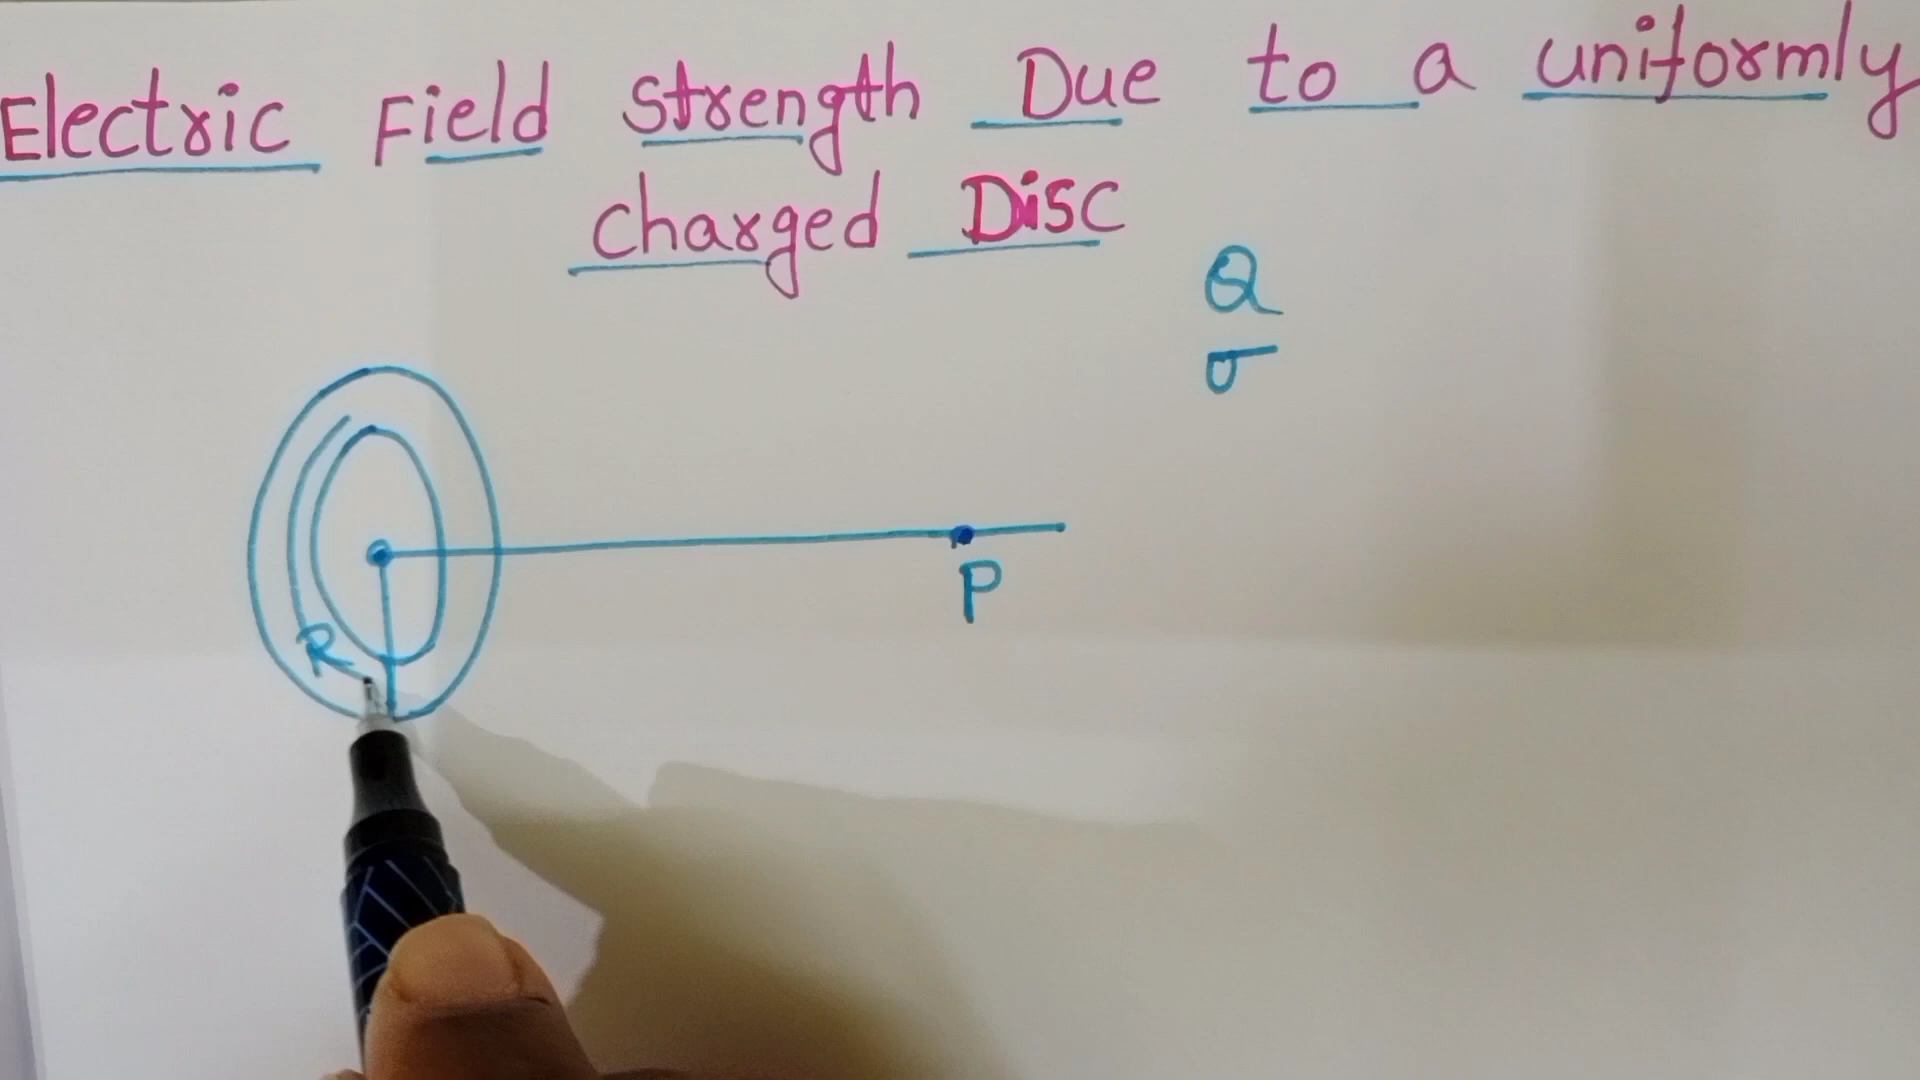 Electric Field Strength Due to a uniformly
charged Disc
Q
σ
P
R